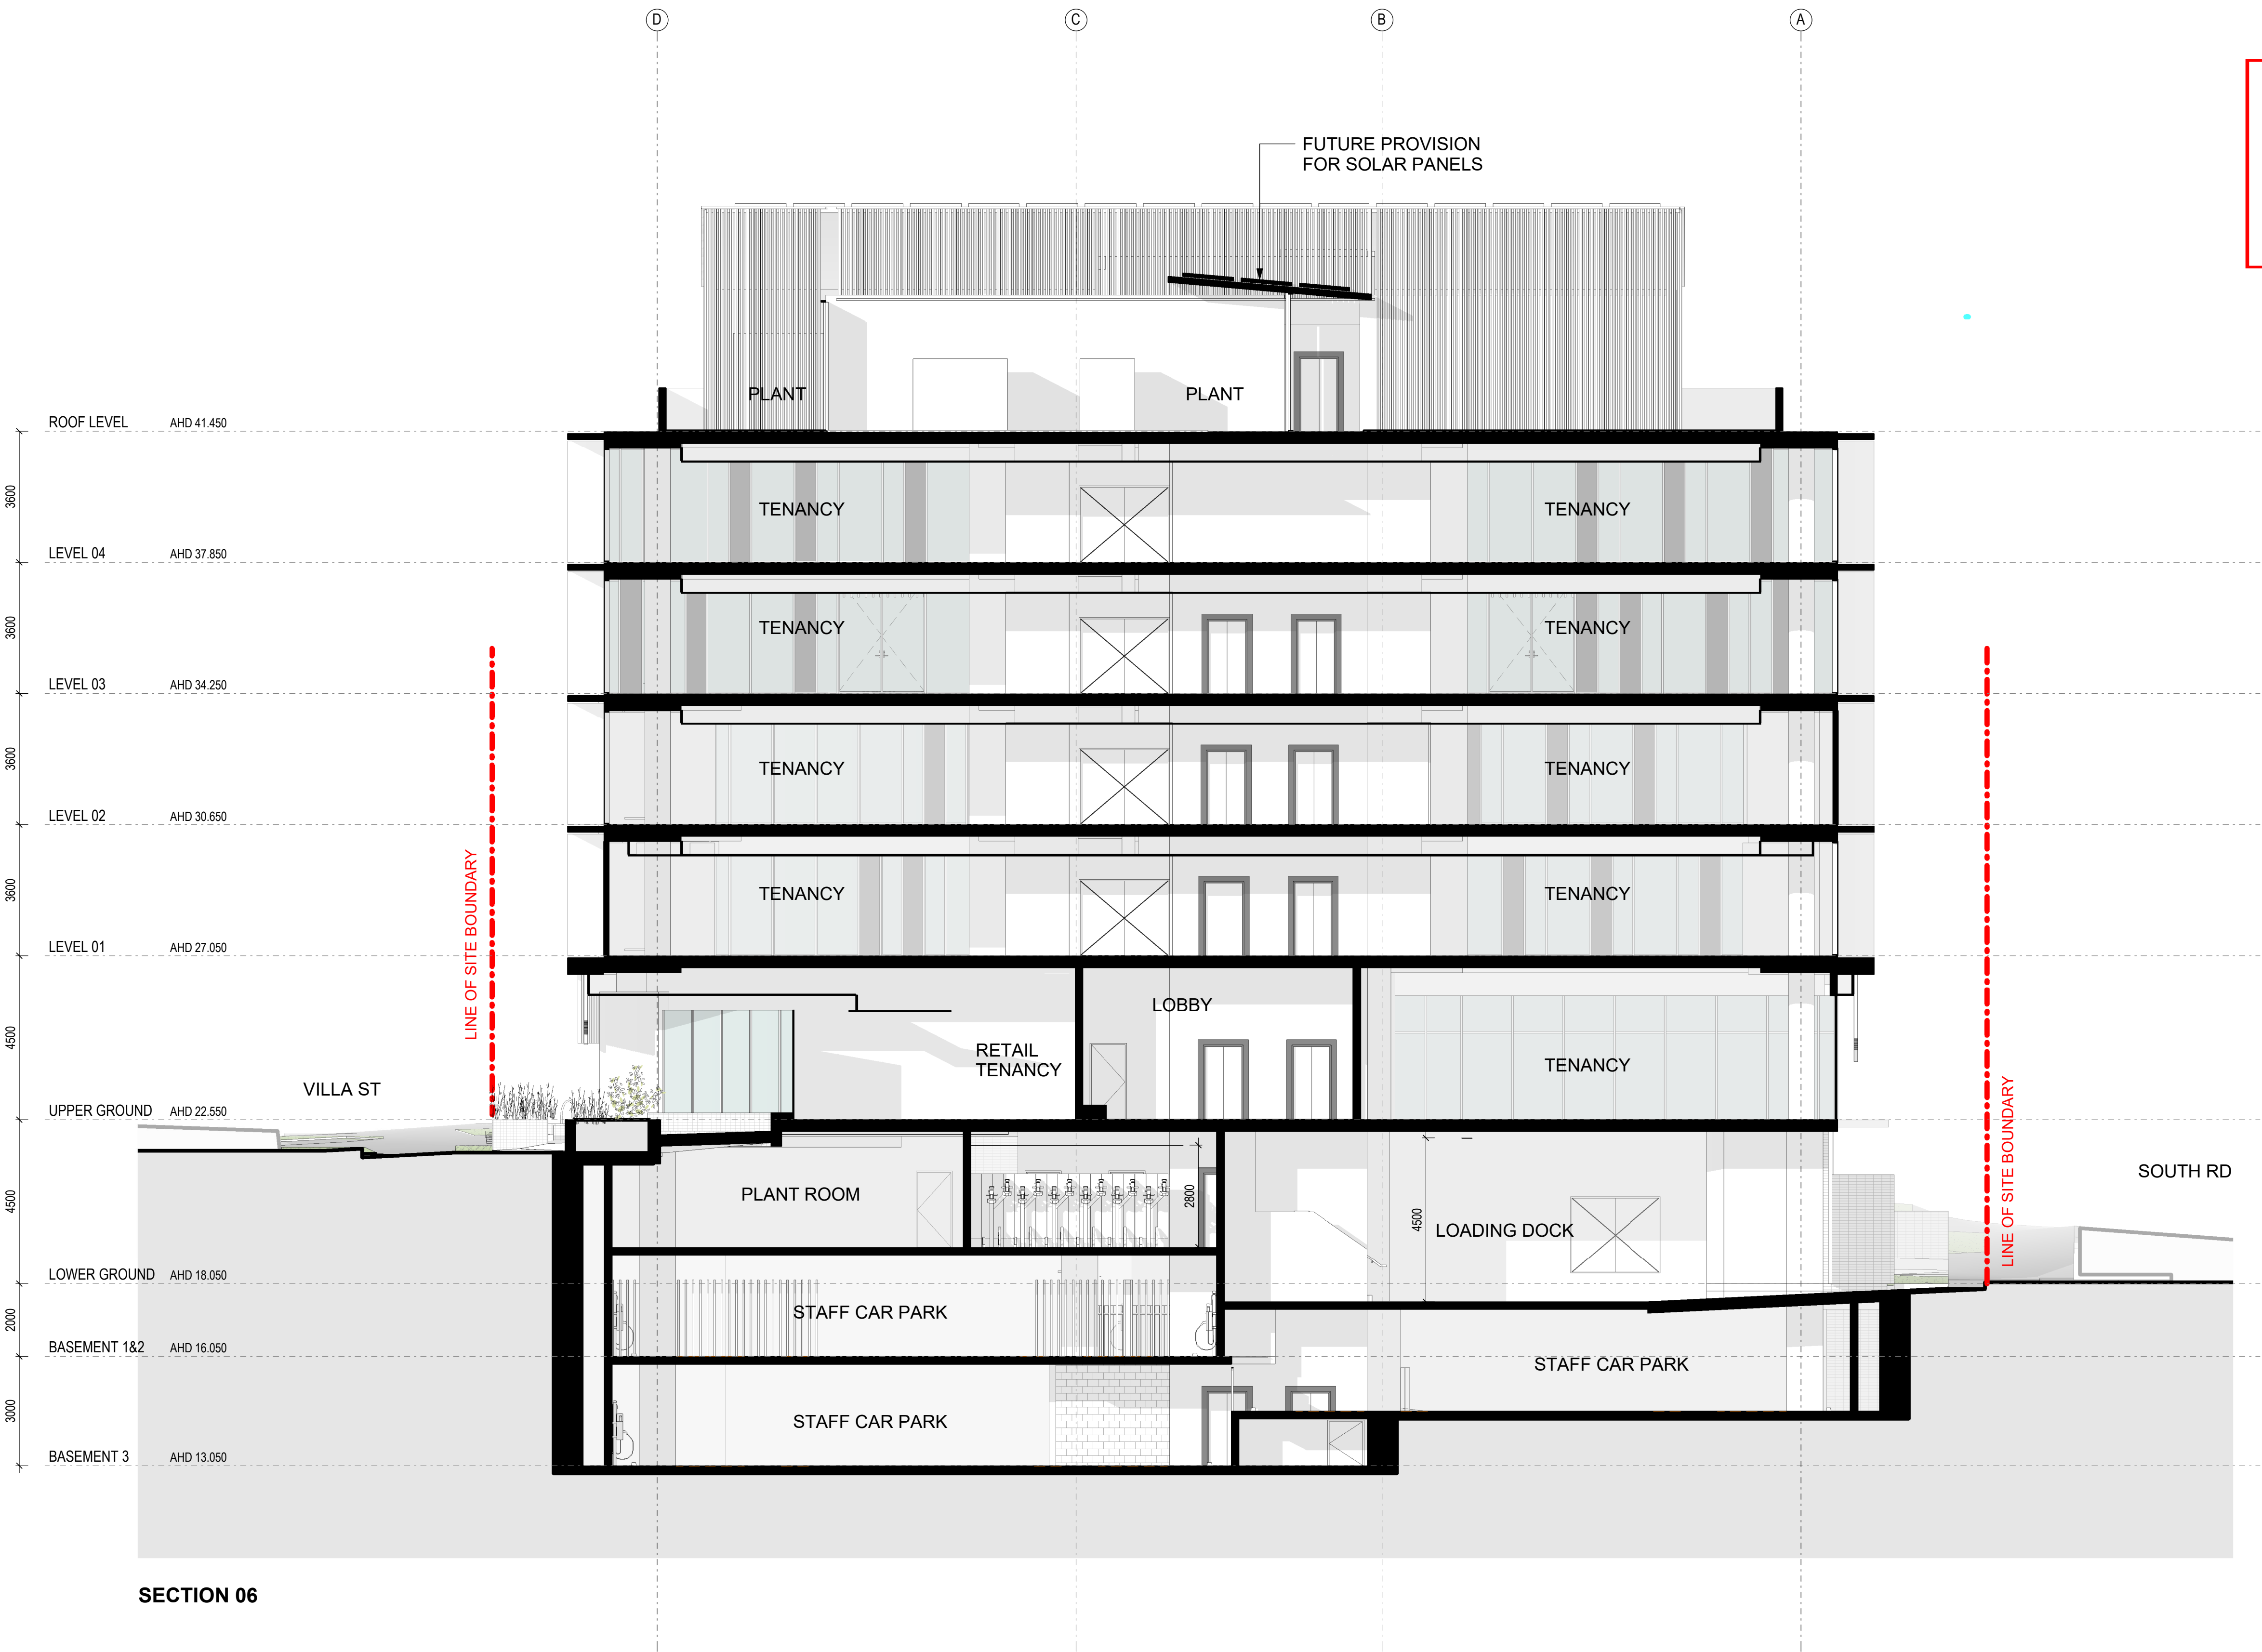 D
C
B
A
FUTURE PROVISION
FOR SOLAR PANELS
PLANT
PLANT
ROOF LEVEL AHD 41.450
3600
TENANCY
TENANCY
LEVEL 04 AHD 37.850
3600
TENANCY
TENANCY
LEVEL 03 AHD 34.250
3600
TENANCY
TENANCY
LEVEL 02 AHD 30.650
3600
TENANCY
TENANCY
LINE OF SITE BOUNDARY
LEVEL 01 AHD 27.050
4500
LOBBY
RETAIL
TENANCY
TENANCY
VILLA ST
UPPER GROUND AHD 22.550
4500
PLANT ROOM
2800
4500
LOADING DOCK
LINE OF SITE BOUNDARY
SOUTH RD
LOWER GROUND AHD 18.050
2000
STAFF CAR PARK
BASEMENT 1&2 AHD 16.050
STAFF CAR PARK
3000
STAFF CAR PARK
BASEMENT 3 AHD 13.050
SECTION 06